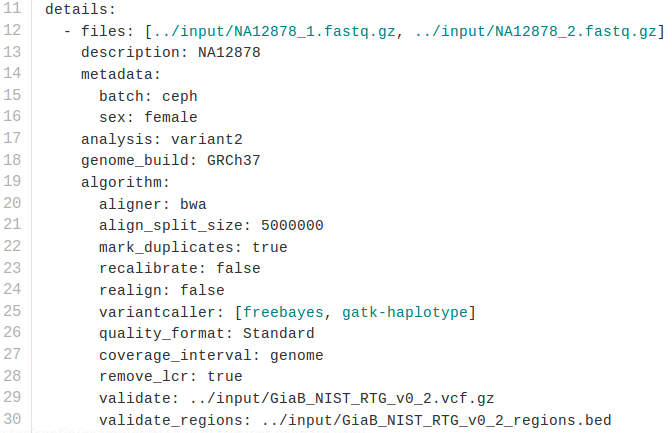 11 details:
12 - files: [../input/NA12878_1.fastq.gz, ../input/NA12878_2.fastq.gz]
13 description: NA12878
14 metadata:
15 batch: ceph
16 sex: female
17 analysis: variant2
18 genome_build: GRCh37
19 algorithm:
20 aligner: bwa
21 align_split_size: 5000000
22 mark_duplicates: true
23 recalibrate: false
24 realign: false
25 variantcaller: [freebayes, gatk-haplotype]
26 quality_format: Standard
27 coverage_interval: genome
28 remove_lcr: true
29 validate: ../input/GiaB_NIST_RTG_v0_2.vcf.gz
30 validate_regions: ../input/GiaB_NIST_RTG_v0_2_regions.bed